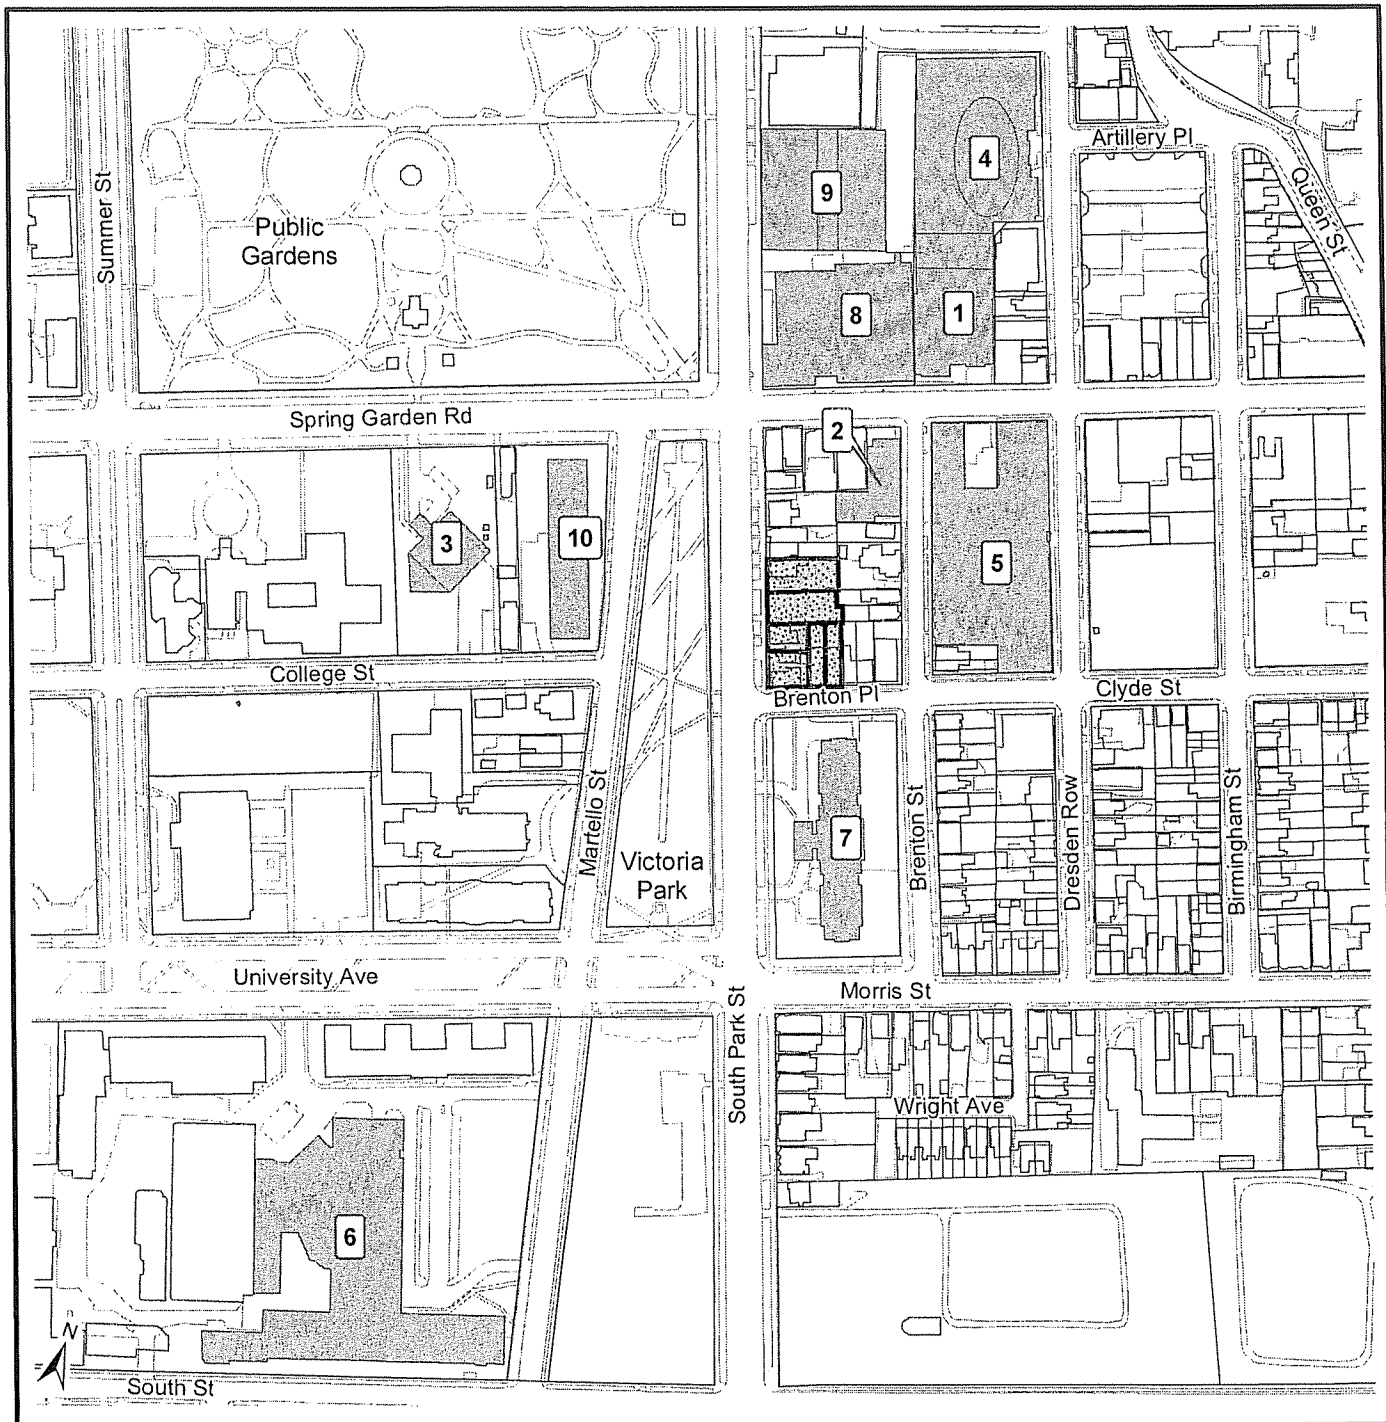 Artillery Pl
4
Queen St
Summer St
9
Public
Gardens
8
1
Spring Garden Rd
2
3
10
5
College St
Brenton Pl
Clyde St
Martello St
7
Brenton St
Dresden Row
Birmingham St
Victoria
Park
University Ave
Morris St
South Park St
Wright Ave
6
N
South St